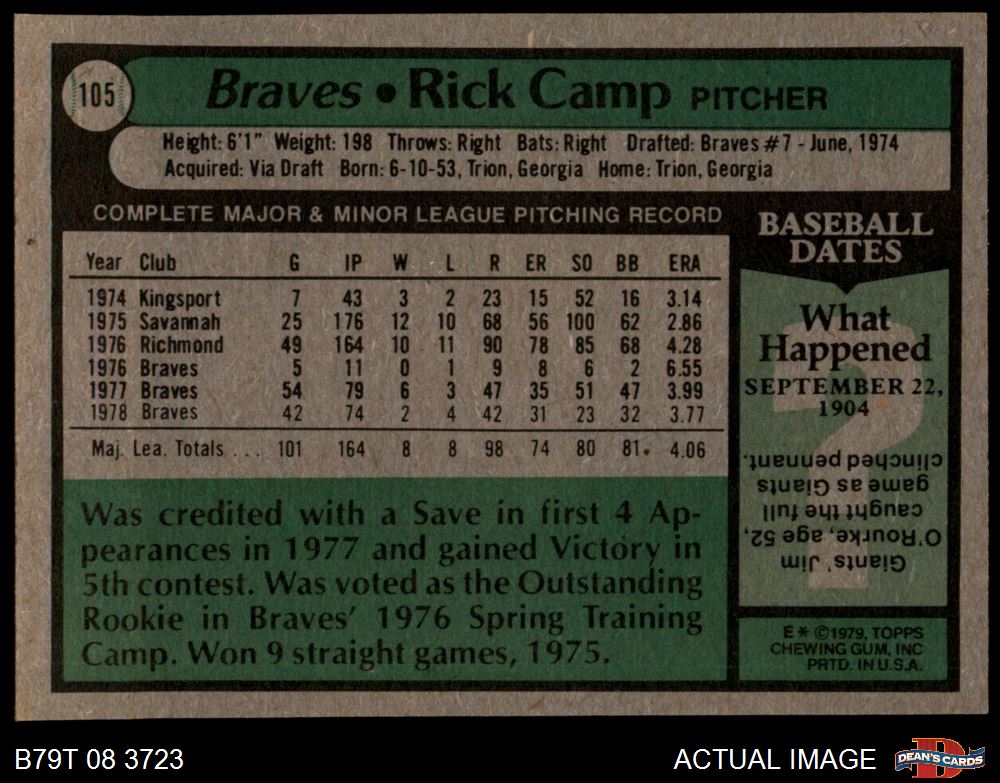 105
Braves • Rick Camp PITCHER
Height: 6'1" Weight: 198 Throws: Right Bats: Right Drafted: Braves #7 - June, 1974
Acquired: Via Draft Born: 6-10-53, Trion, Georgia Home: Trion, Georgia
COMPLETE MAJOR & MINOR LEAGUE PITCHING RECORD
Year Club G IP W L R ER SO BB ERA
1974 Kingsport 7 43 3 2 23 15 52 16 3.14
1975 Savannah 25 176 12 10 68 56 100 62 2.86
1976 Richmond 49 164 10 11 90 78 85 68 4.28
1976 Braves 5 11 0 1 9 8 6 2 6.55
1977 Braves 54 79 6 3 47 35 51 47 3.99
1978 Braves 42 74 2 4 42 31 23 32 3.77
Maj. Lea. Totals . . . 101 164 8 8 98 74 80 81. 4.06
Was credited with a Save in first 4 Ap-
pearances in 1977 and gained Victory in
5th contest. Was voted as the Outstanding
Rookie in Braves' 1976 Spring Training
Camp. Won 9 straight games, 1975.
BASEBALL
DATES
What
Happened
SEPTEMBER 22,
1904
?
Giants', Jim
O'Rourke, age 52,
caught the full
game as Giants
clinched pennant.
E * ©1979, TOPPS
CHEWING GUM, INC
PRTD. IN U.S.A.
B79T 08 3723
ACTUAL IMAGE
D
DEAN'S CARDS